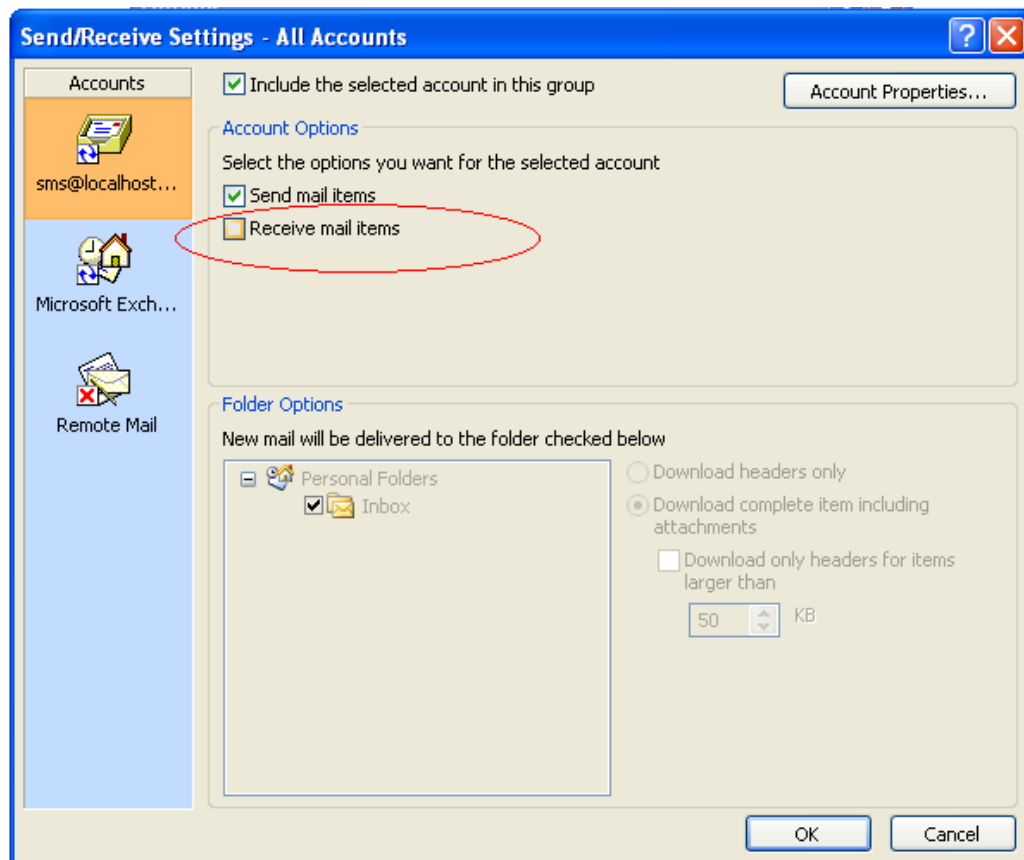 Send/Receive Settings - All Accounts
Accounts
sms@localhost...
Microsoft Exch...
Remote Mail
Include the selected account in this group
Account Properties...
Account Options
Select the options you want for the selected account
Send mail items
Receive mail items
Folder Options
New mail will be delivered to the folder checked below
Personal Folders
Inbox
Download headers only
Download complete item including
attachments
Download only headers for items
larger than
50 KB
OK
Cancel